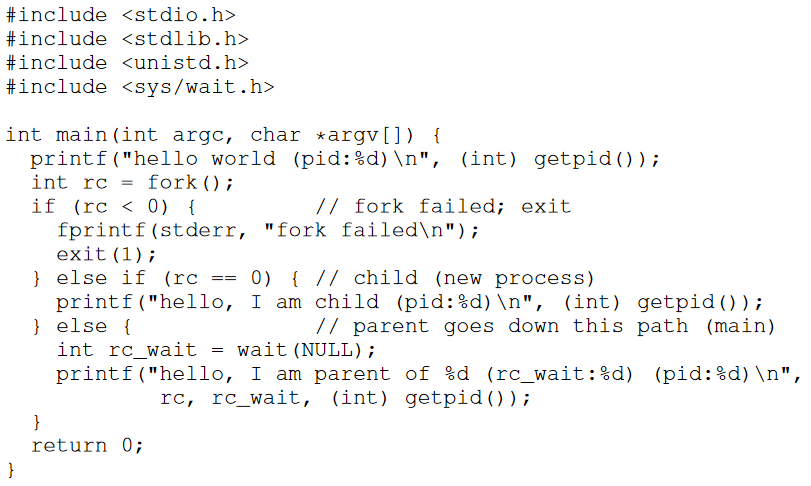 #include <stdio.h>
#include <stdlib.h>
#include <unistd.h>
#include <sys/wait.h>

int main(int argc, char *argv[]) {
  printf("hello world (pid:%d)\n", (int) getpid());
  int rc = fork();
  if (rc < 0) {         // fork failed; exit
    fprintf(stderr, "fork failed\n");
    exit(1);
  } else if (rc == 0) { // child (new process)
    printf("hello, I am child (pid:%d)\n", (int) getpid());
  } else {              // parent goes down this path (main)
    int rc_wait = wait(NULL);
    printf("hello, I am parent of %d (rc_wait:%d) (pid:%d)\n",
            rc, rc_wait, (int) getpid());
  }
  return 0;
}